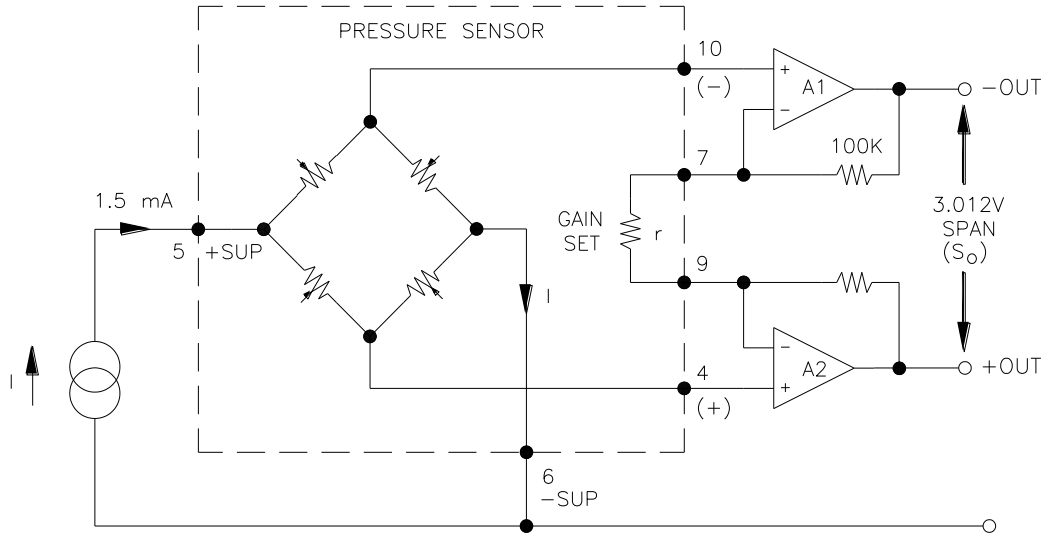 PRESSURE SENSOR
10
(–)
+
A1
–
–OUT
100K
7
1.5 mA
GAIN
SET
r
3.012V
SPAN
(So)
5
+SUP
9
I
I
–
A2
+
+OUT
4
(+)
6
–SUP